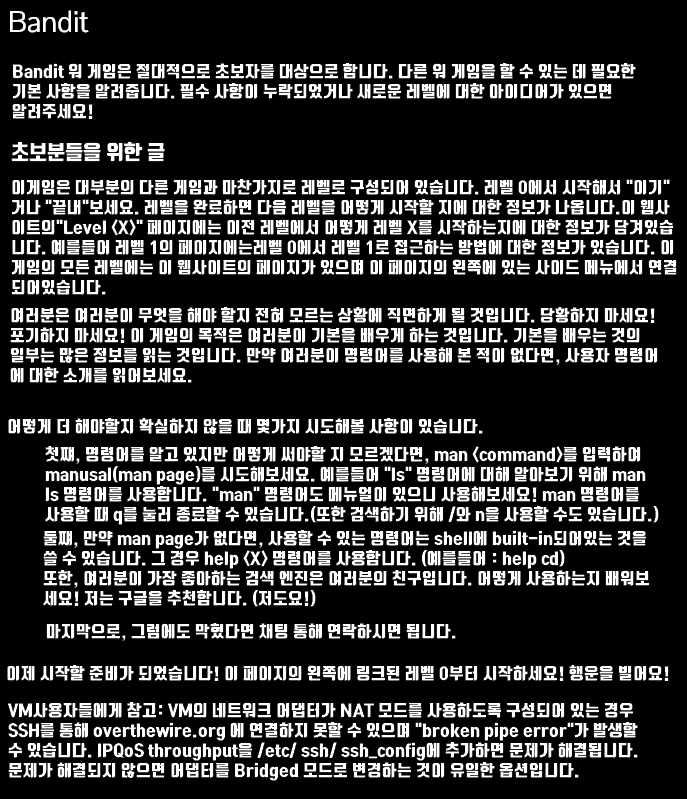 Bandit
Bandit 워 게임은 절대적으로 초보자를 대상으로 합니다. 다른 워 게임을 할 수 있는 데 필요한
기본 사항을 알려줍니다. 필수 사항이 누락되었거나 새로운 레벨에 대한 아이디어가 있으면
알려주세요!
초보분들을 위한 글
이게임은 대부분의 다른 게임과 마찬가지로 레벨로 구성되어 있습니다. 레벨 0에서 시작해서 "이기"
거나 "끝내"보세요. 레벨을 완료하면 다음 레벨을 어떻게 시작할 지에 대한 정보가 나옵니다.이 웹사
이트의"Level <X>" 페이지에는 이전 레벨에서 어떻게 레벨 X를 시작하는지에 대한 정보가 담겨있습
니다. 예를들어 레벨 1의 페이지에는레벨 0에서 레벨 1로 접근하는 방법에 대한 정보가 있습니다. 이
게임의 모든 레벨에는 이 웹사이트의 페이지가 있으며 이 페이지의 왼쪽에 있는 사이드 메뉴에서 연결
되어있습니다.
여러분은 여러분이 무엇을 해야 할지 전혀 모르는 상황에 직면하게 될 것입니다. 당황하지 마세요!
포기하지 마세요! 이 게임의 목적은 여러분이 기본을 배우게 하는 것입니다. 기본을 배우는 것의
일부는 많은 정보를 읽는 것입니다. 만약 여러분이 명령어를 사용해 본 적이 없다면, 사용자 명령어
에 대한 소개를 읽어보세요.
어떻게 더 해야할지 확실하지 않을 때 몇가지 시도해볼 사항이 있습니다.
첫째, 명령어를 알고 있지만 어떻게 써야할 지 모르겠다면, man <command>를 입력하여
manusal(man page)를 시도해보세요. 예를들어 "ls" 명령어에 대해 알아보기 위해 man
ls 명령어를 사용합니다. "man" 명령어도 메뉴얼이 있으니 사용해보세요! man 명령어를
사용할 때 q를 눌러 종료할 수 있습니다.(또한 검색하기 위해 /와 n을 사용할 수도 있습니다.)
둘째, 만약 man page가 없다면, 사용할 수 있는 명령어는 shell에 built-in되어있는 것을
쓸 수 있습니다. 그 경우 help <X> 명령어를 사용합니다. (예를들어 : help cd)
또한, 여러분이 가장 좋아하는 검색 엔진은 여러분의 친구입니다. 어떻게 사용하는지 배워보
세요! 저는 구글을 추천합니다. (저도요!)
마지막으로, 그럼에도 막혔다면 채팅 통해 연락하시면 됩니다.
이제 시작할 준비가 되었습니다! 이 페이지의 왼쪽에 링크된 레벨 0부터 시작하세요! 행운을 빌어요!
VM사용자들에게 참고: VM의 네트워크 어댑터가 NAT 모드를 사용하도록 구성되어 있는 경우
SSH를 통해 overthewire.org 에 연결하지 못할 수 있으며 "broken pipe error"가 발생할
수 있습니다. IPQoS throughput을 /etc/ ssh/ ssh_config에 추가하면 문제가 해결됩니다.
문제가 해결되지 않으면 어댑터를 Bridged 모드로 변경하는 것이 유일한 옵션입니다.